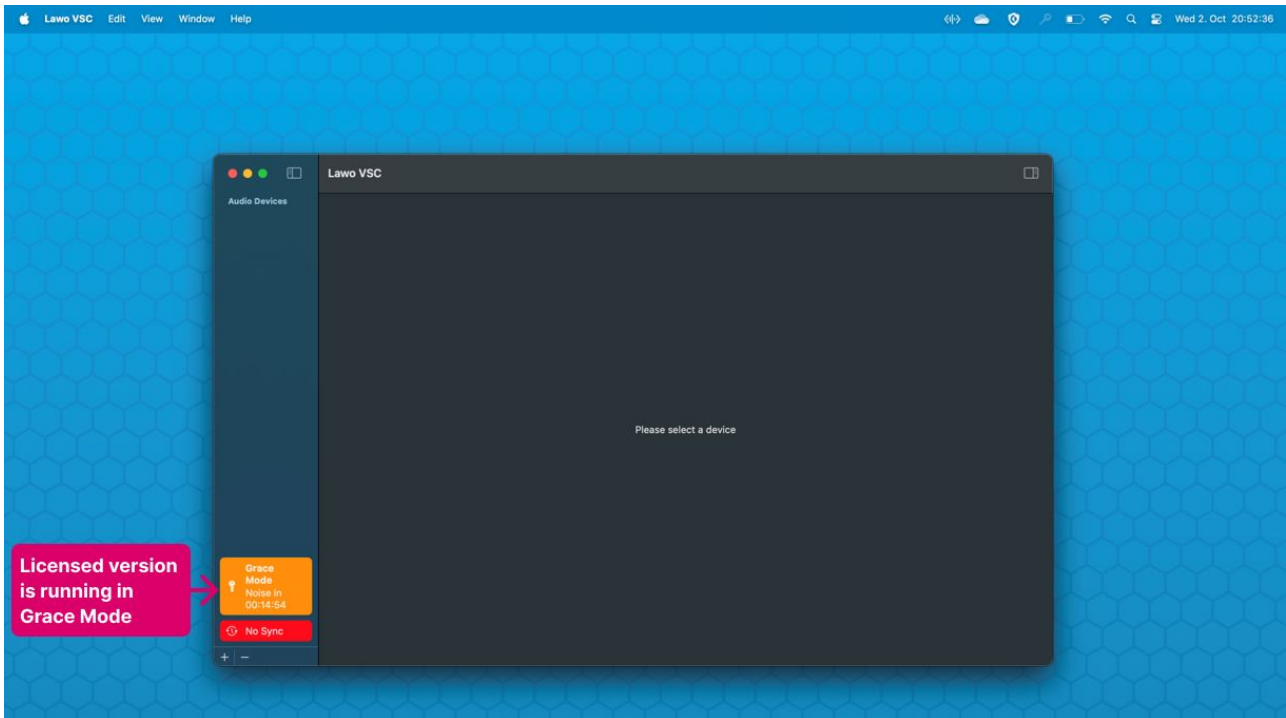 Lawo VSC Edit View Window Help Wed 2. Oct 20:52:36
Lawo VSC
Audio Devices
Please select a device
Licensed version
is running in
Grace Mode
Grace
Mode
Noise in
00:14:54
No Sync
+ −